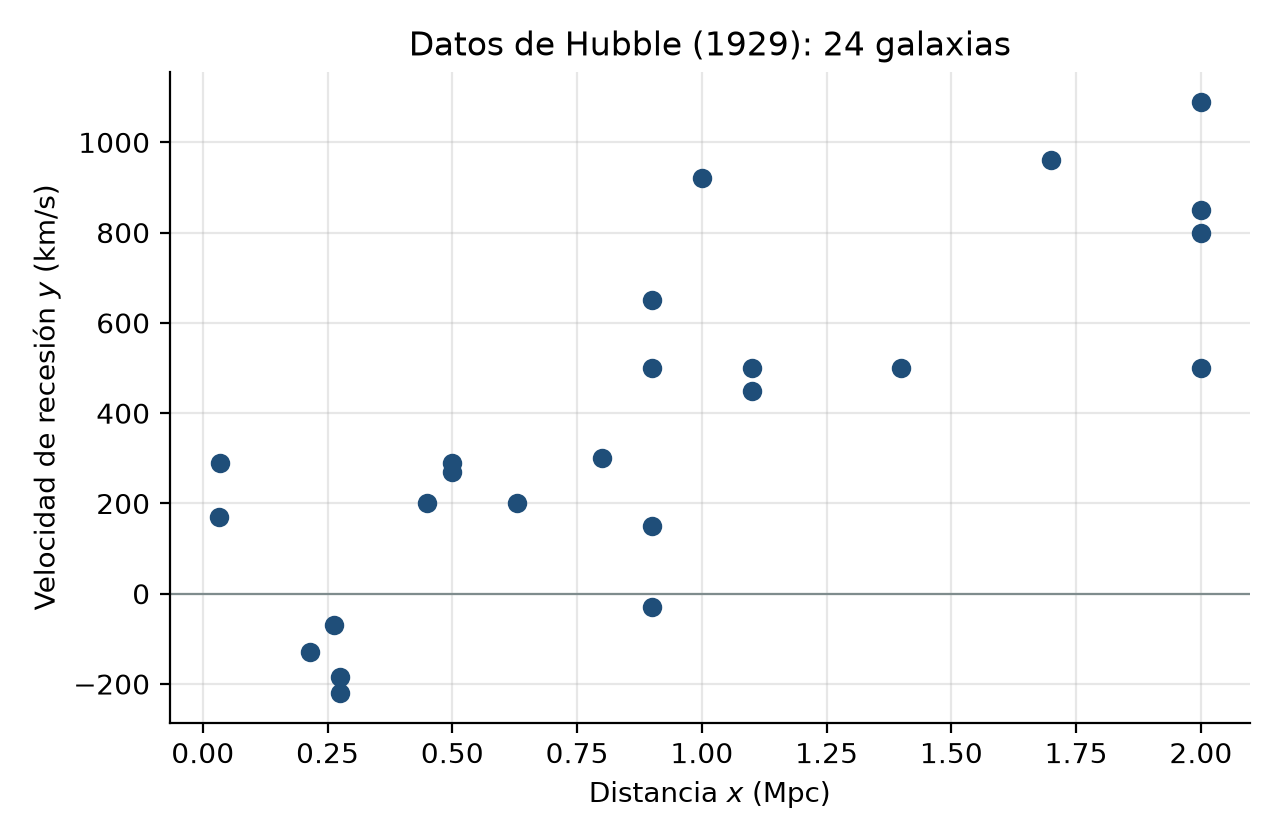 Datos de Hubble (1929): 24 galaxias
Velocidad de recesión y (km/s)
1000
800
600
400
200
0
−200
0.00 0.25 0.50 0.75 1.00 1.25 1.50 1.75 2.00
Distancia x (Mpc)